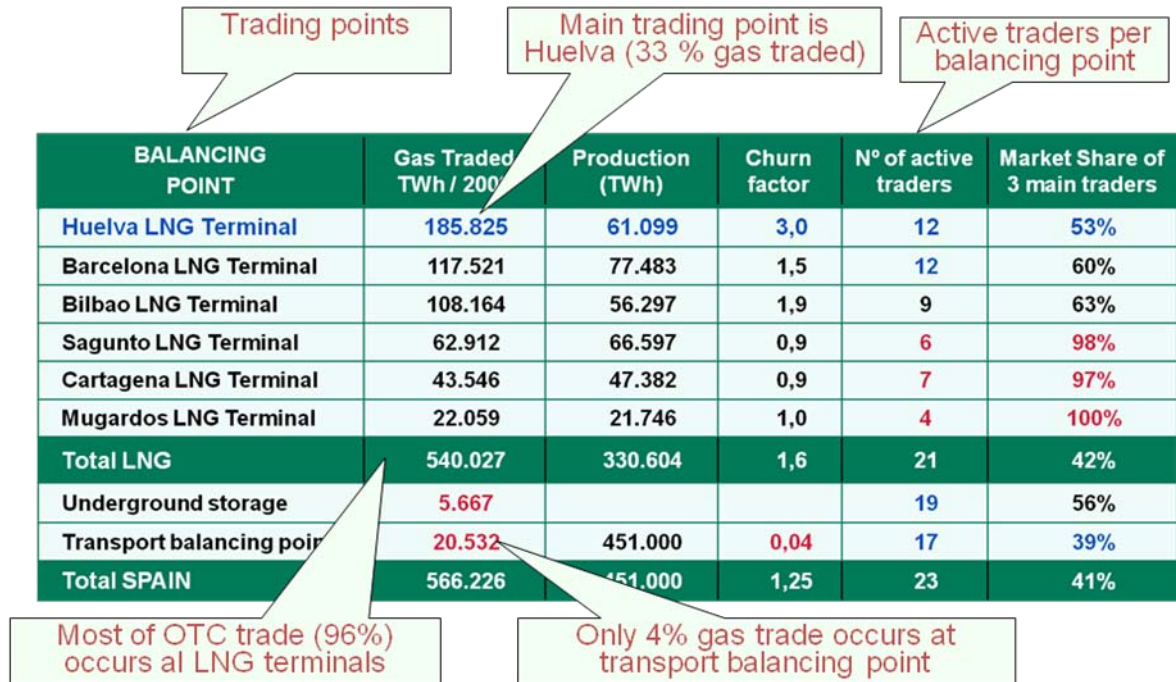 Trading points
Main trading point is
Huelva (33 % gas traded)
Active traders per
balancing point
BALANCING
POINT
Gas Traded
TWh / 200
Production
(TWh)
Churn
factor
Nº of active
traders
Market Share of
3 main traders
Huelva LNG Terminal 185.825 61.099 3,0 12 53%
Barcelona LNG Terminal 117.521 77.483 1,5 12 60%
Bilbao LNG Terminal 108.164 56.297 1,9 9 63%
Sagunto LNG Terminal 62.912 66.597 0,9 6 98%
Cartagena LNG Terminal 43.546 47.382 0,9 7 97%
Mugardos LNG Terminal 22.059 21.746 1,0 4 100%
Total LNG 540.027 330.604 1,6 21 42%
Underground storage 5.667 19 56%
Transport balancing poin 20.532 451.000 0,04 17 39%
Total SPAIN 566.226 451.000 1,25 23 41%
Most of OTC trade (96%)
occurs al LNG terminals
Only 4% gas trade occurs at
transport balancing point